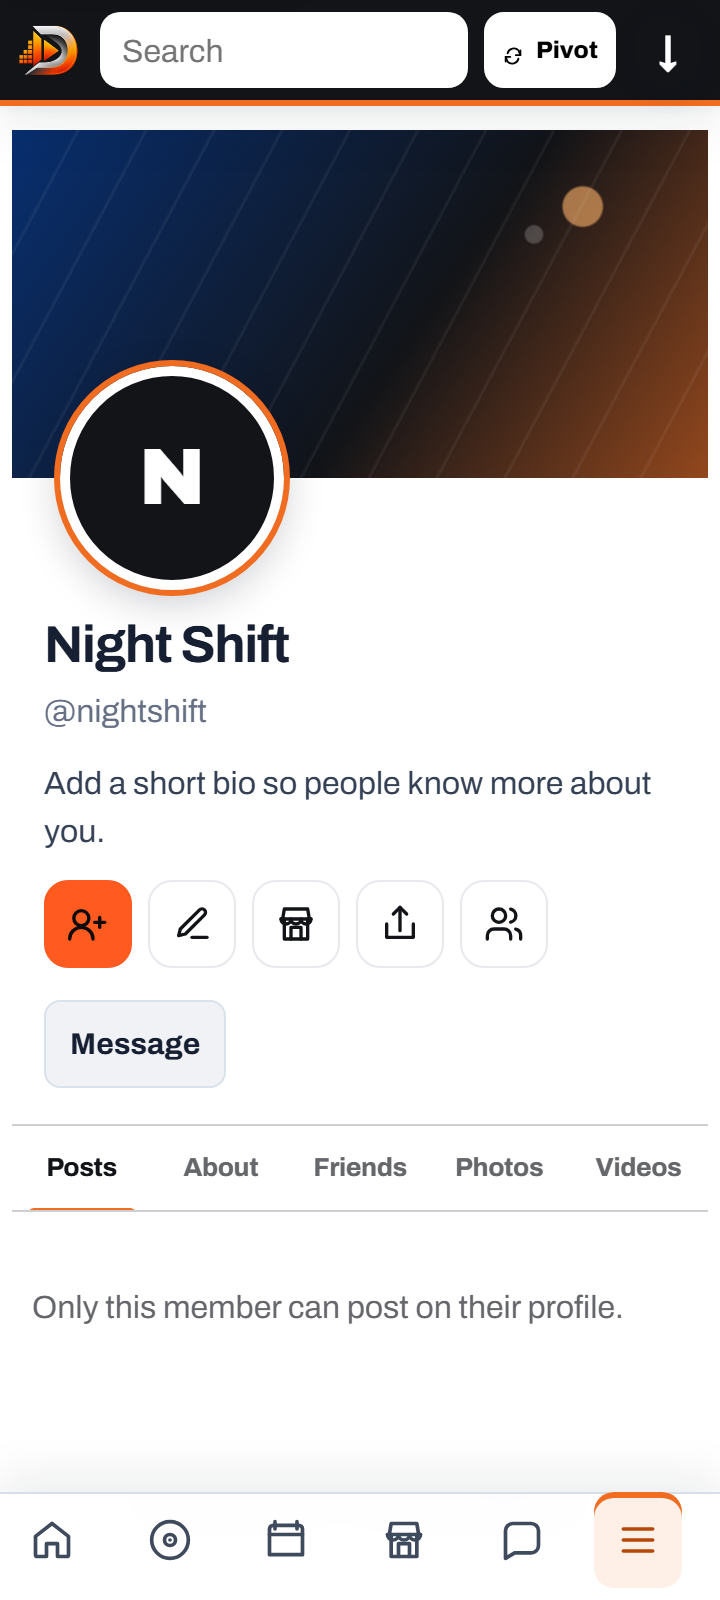 Search
Pivot
N
Night Shift
@nightshift
Add a short bio so people know more about
you.
Message
Posts About Friends Photos Videos
Only this member can post on their profile.